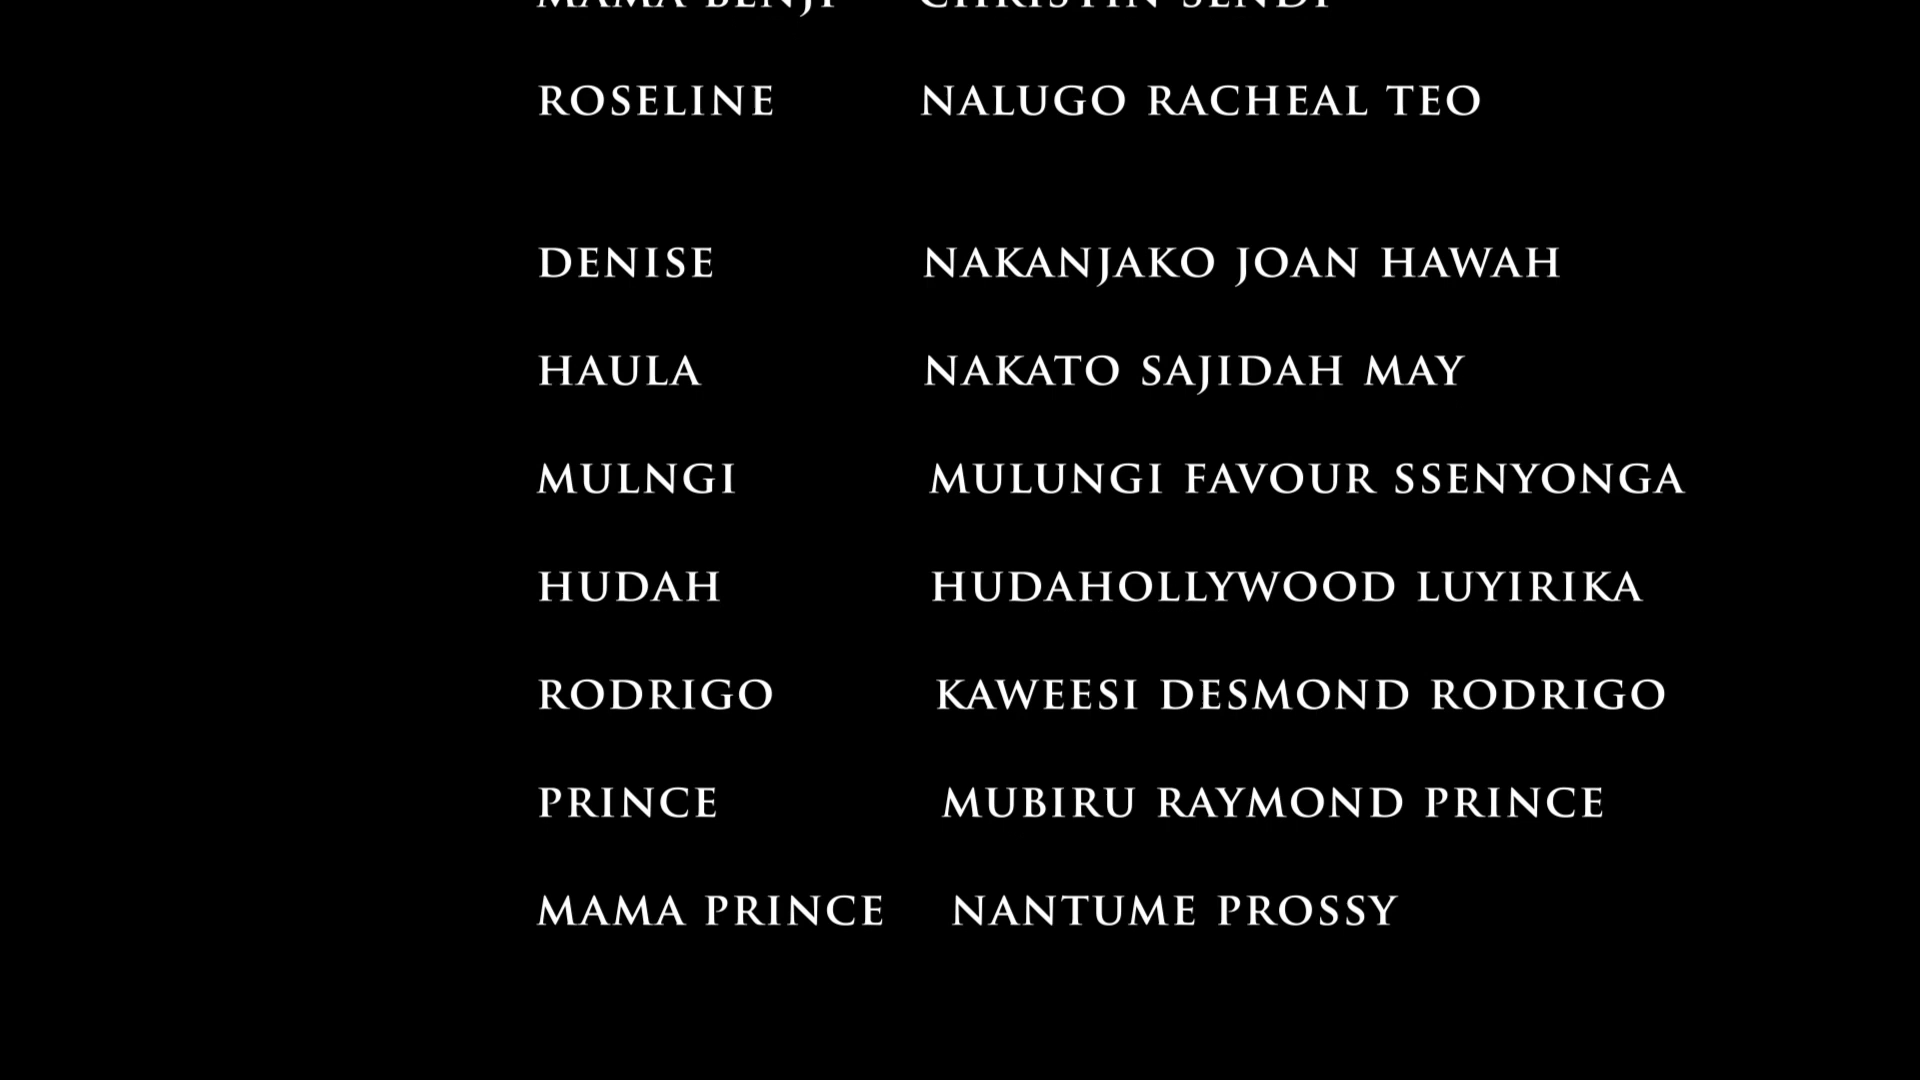 MAMA BENJI CHRISTIN SENDI
ROSELINE NALUGO RACHEAL TEO
DENISE NAKANJAKO JOAN HAWAH
HAULA NAKATO SAJIDAH MAY
MULNGI MULUNGI FAVOUR SSENYONGA
HUDAH HUDAHOLLYWOOD LUYIRIKA
RODRIGO KAWEESI DESMOND RODRIGO
PRINCE MUBIRU RAYMOND PRINCE
MAMA PRINCE NANTUME PROSSY